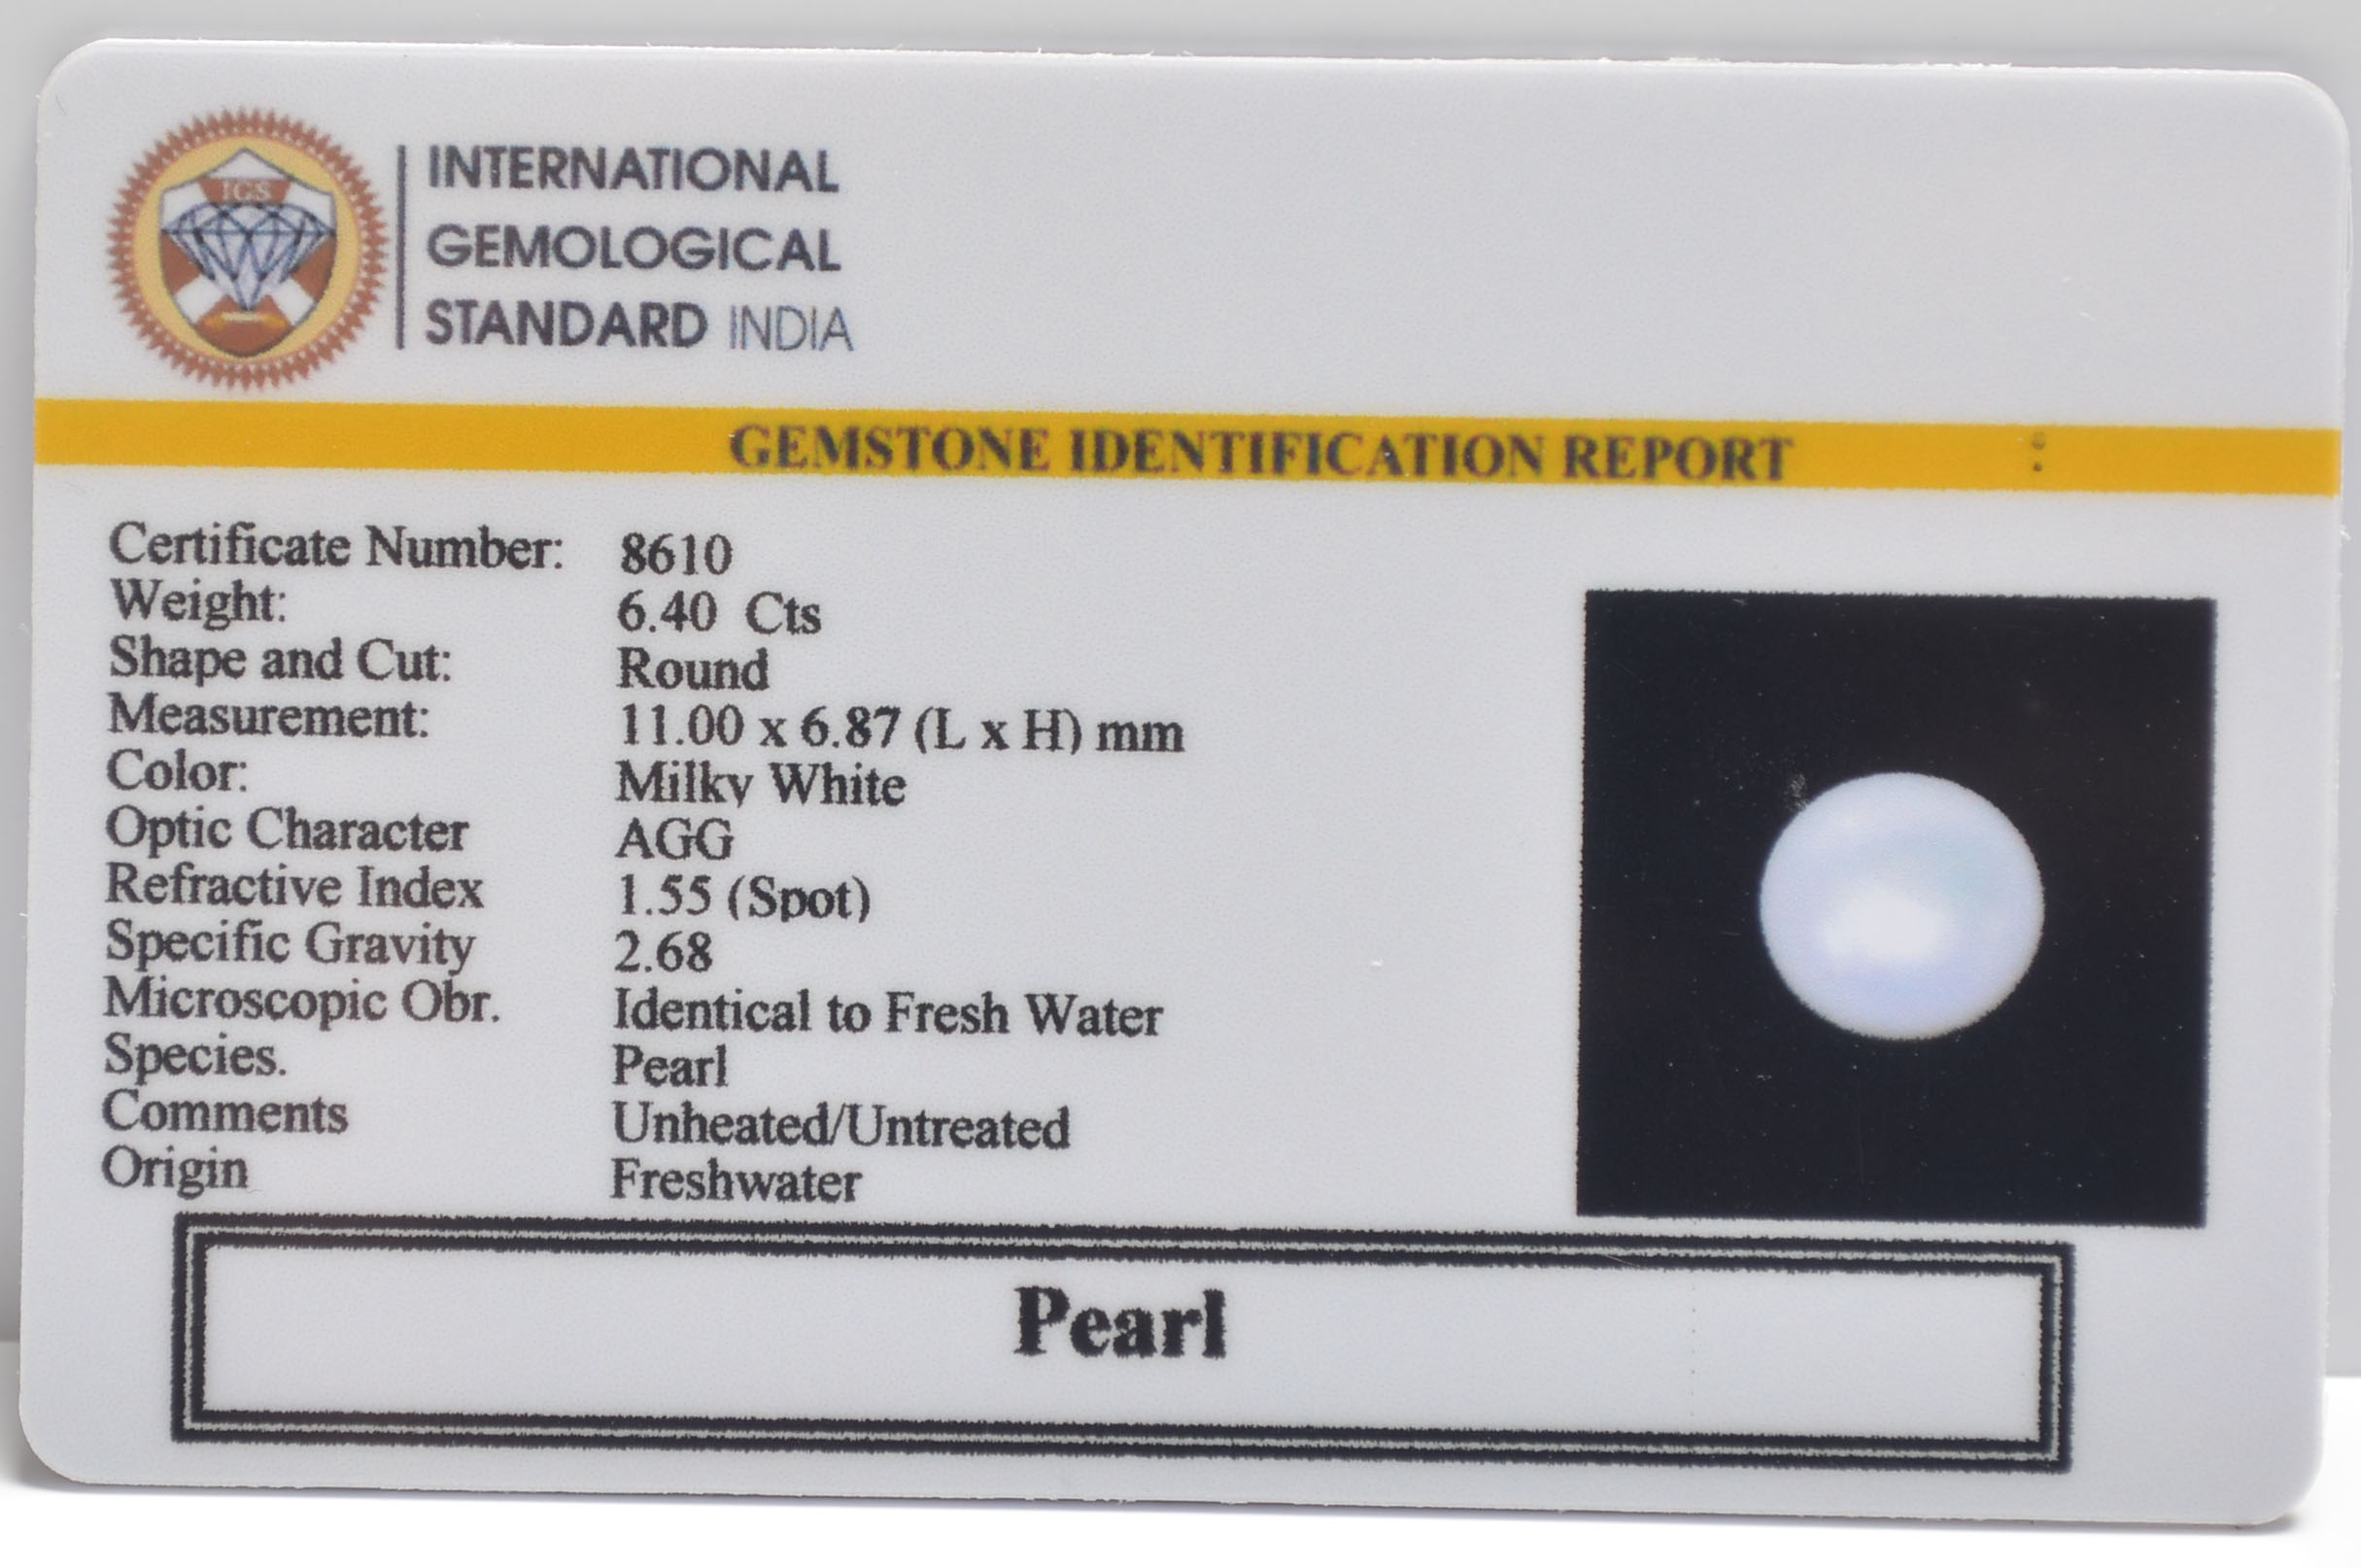 IGS
INTERNATIONAL
GEMOLOGICAL
STANDARD INDIA
GEMSTONE IDENTIFICATION REPORT :
Certificate Number: 8610
Weight: 6.40 Cts
Shape and Cut: Round
Measurement: 11.00 x 6.87 (L x H) mm
Color: Milky White
Optic Character AGG
Refractive Index 1.55 (Spot)
Specific Gravity 2.68
Microscopic Obr. Identical to Fresh Water
Species. Pearl
Comments Unheated/Untreated
Origin Freshwater
Pearl